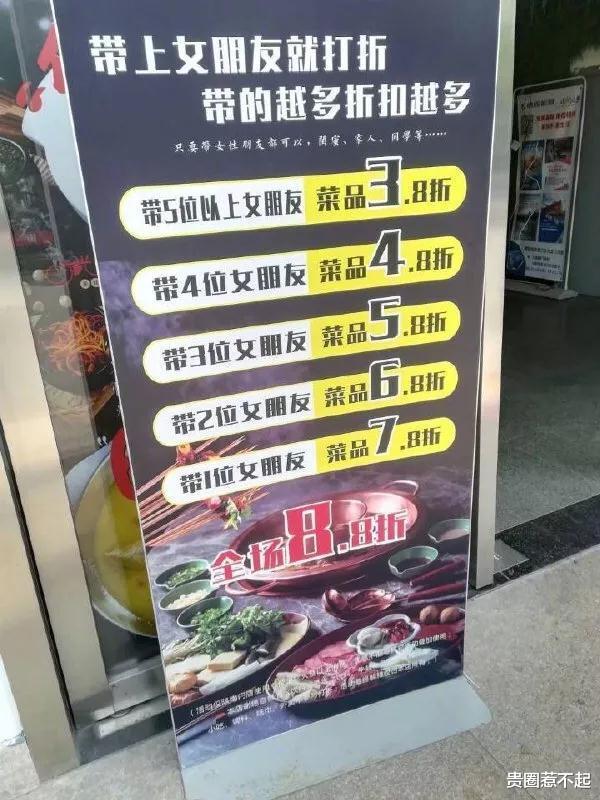 带上女朋友就打折
带的越多折扣越多
只要带女性朋友都可以，閨蜜、家人、同學等······
带5位以上女朋友 菜品3.8折
带4位女朋友 菜品4.8折
带3位女朋友 菜品5.8折
带2位女朋友 菜品6.8折
带1位女朋友 菜品7.8折
全场8.8折
贵圈惹不起